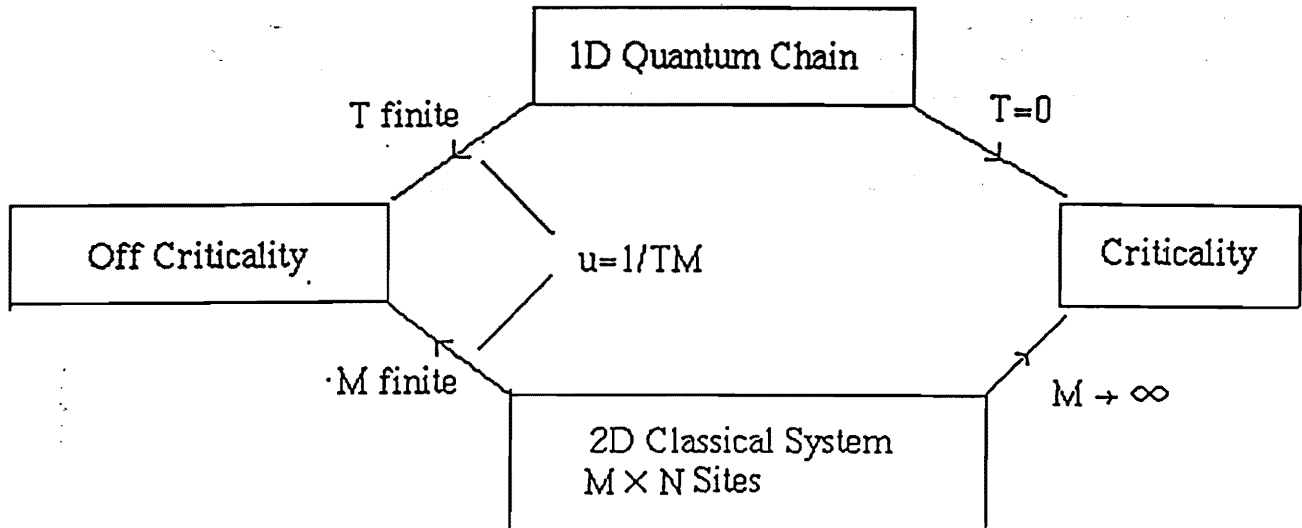 1D Quantum Chain
T finite
T=0
Off Criticality
u=1/TM
Criticality
M finite
M → ∞
2D Classical System
M × N Sites